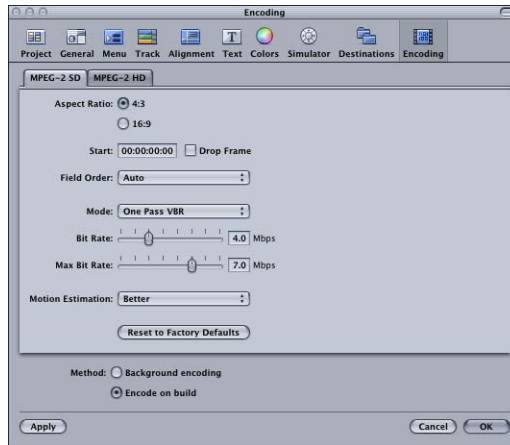 Encoding
Project General Menu Track Alignment Text Colors Simulator Destinations Encoding
MPEG-2 SD MPEG-2 HD
Aspect Ratio: 4:3
16:9
Start: 00:00:00:00 Drop Frame
Field Order: Auto
Mode: One Pass VBR
Bit Rate: 4.0 Mbps
Max Bit Rate: 7.0 Mbps
Motion Estimation: Better
Reset to Factory Defaults
Method: Background encoding
Encode on build
Apply Cancel OK